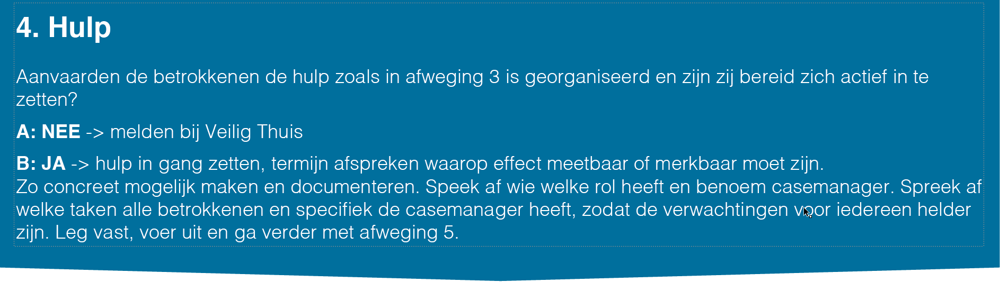 4. Hulp
Aanvaarden de betrokkenen de hulp zoals in afweging 3 is georganiseerd en zijn zij bereid zich actief in te
zetten?
A: NEE -> melden bij Veilig Thuis
B: JA -> hulp in gang zetten, termijn afspreken waarop effect meetbaar of merkbaar moet zijn.
Zo concreet mogelijk maken en documenteren. Speek af wie welke rol heeft en benoem casemanager. Spreek af
welke taken alle betrokkenen en specifiek de casemanager heeft, zodat de verwachtingen voor iedereen helder
zijn. Leg vast, voer uit en ga verder met afweging 5.